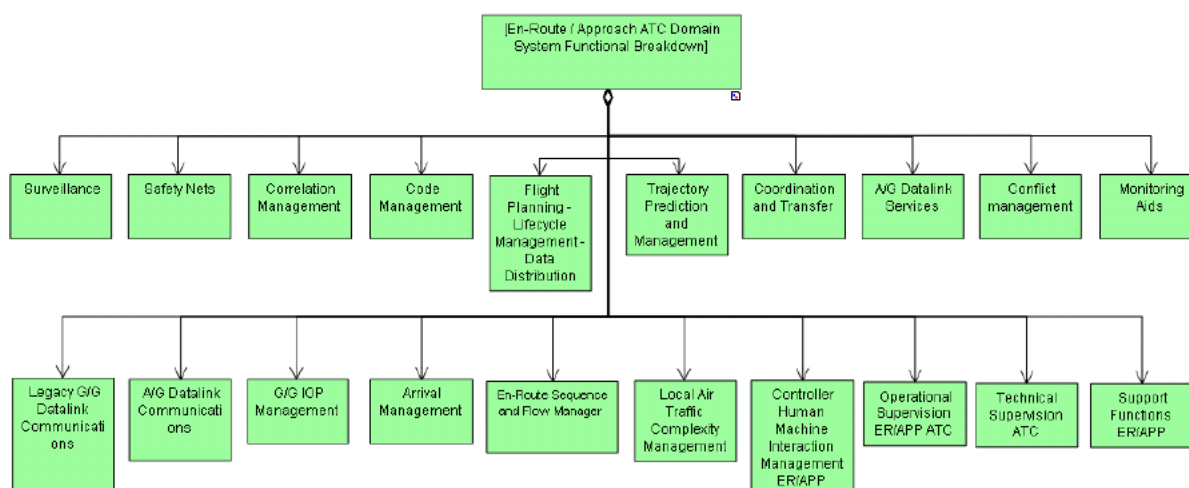 [En-Route / Approach ATC Domain
System Functional Breakdown]
Surveillance
Safety Nets
Correlation
Management
Code
Management
Flight
Planning -
Lifecycle
Management -
Data
Distribution
Trajectory
Prediction
and
Management
Coordination
and Transfer
A/G Datalink
Services
Conflict
management
Monitoring
Aids
Legacy G/G
Datalink
Communicati
ons
A/G Datalink
Communicati
ons
G/G IOP
Management
Arrival
Management
En-Route Sequence
and Flow Manager
Local Air
Traffic
Complexity
Management
Controller
Human
Machine
Interaction
Management
ER/APP
Operational
Supervision
ER/APP ATC
Technical
Supervision
ATC
Support
Functions
ER/APP